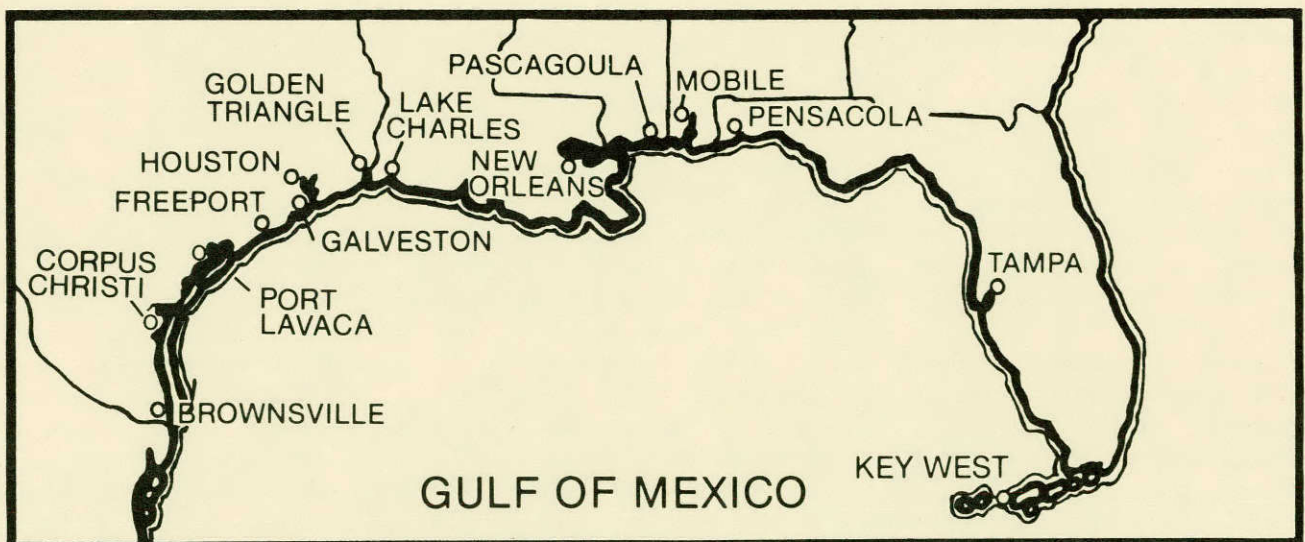 PASCAGOULA
MOBILE
GOLDEN
TRIANGLE
LAKE
CHARLES
PENSACOLA
HOUSTON
NEW
ORLEANS
FREEPORT
GALVESTON
CORPUS
CHRISTI
TAMPA
PORT
LAVACA
BROWNSVILLE
KEY WEST
GULF OF MEXICO